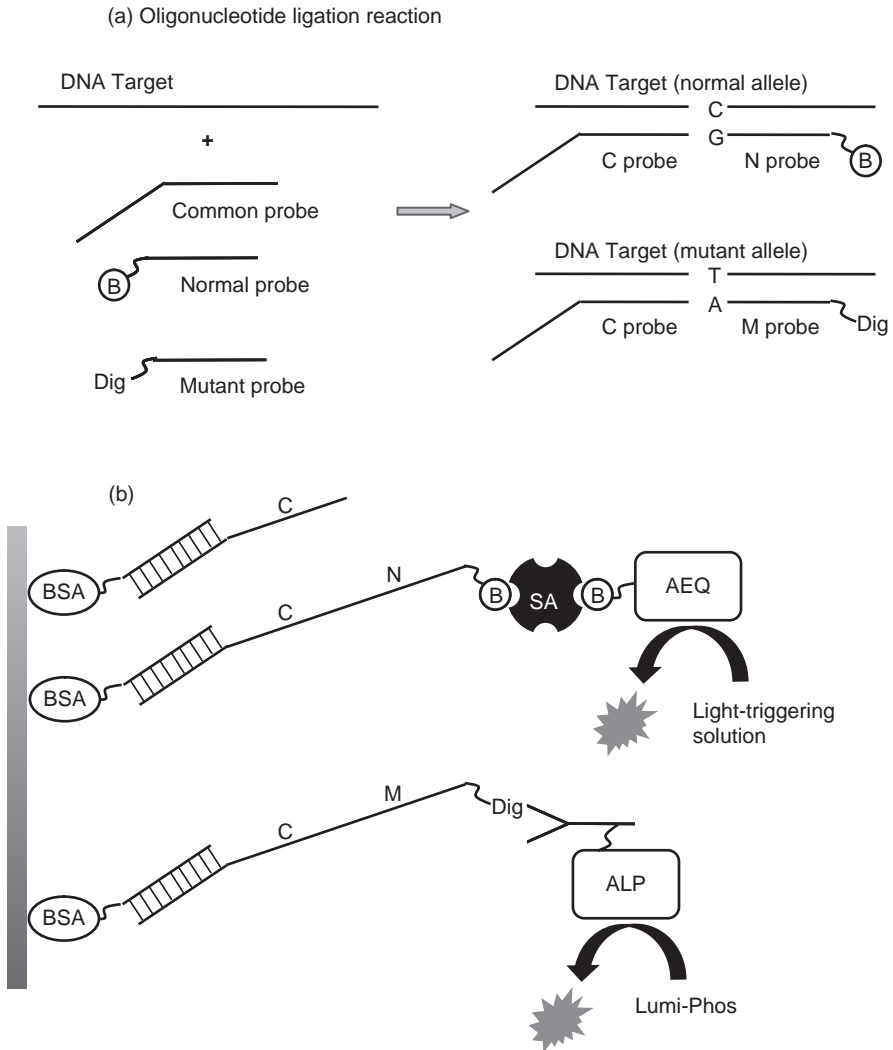 (a) Oligonucleotide ligation reaction
DNA Target
+
Common probe
B
Normal probe
Dig
Mutant probe
DNA Target (normal allele)
C
G
C probe
N probe
B
DNA Target (mutant allele)
T
A
C probe
M probe
Dig
(b)
C
BSA
N
B
SA
B
AEQ
C
BSA
Light-triggering
solution
M
Dig
C
ALP
BSA
Lumi-Phos